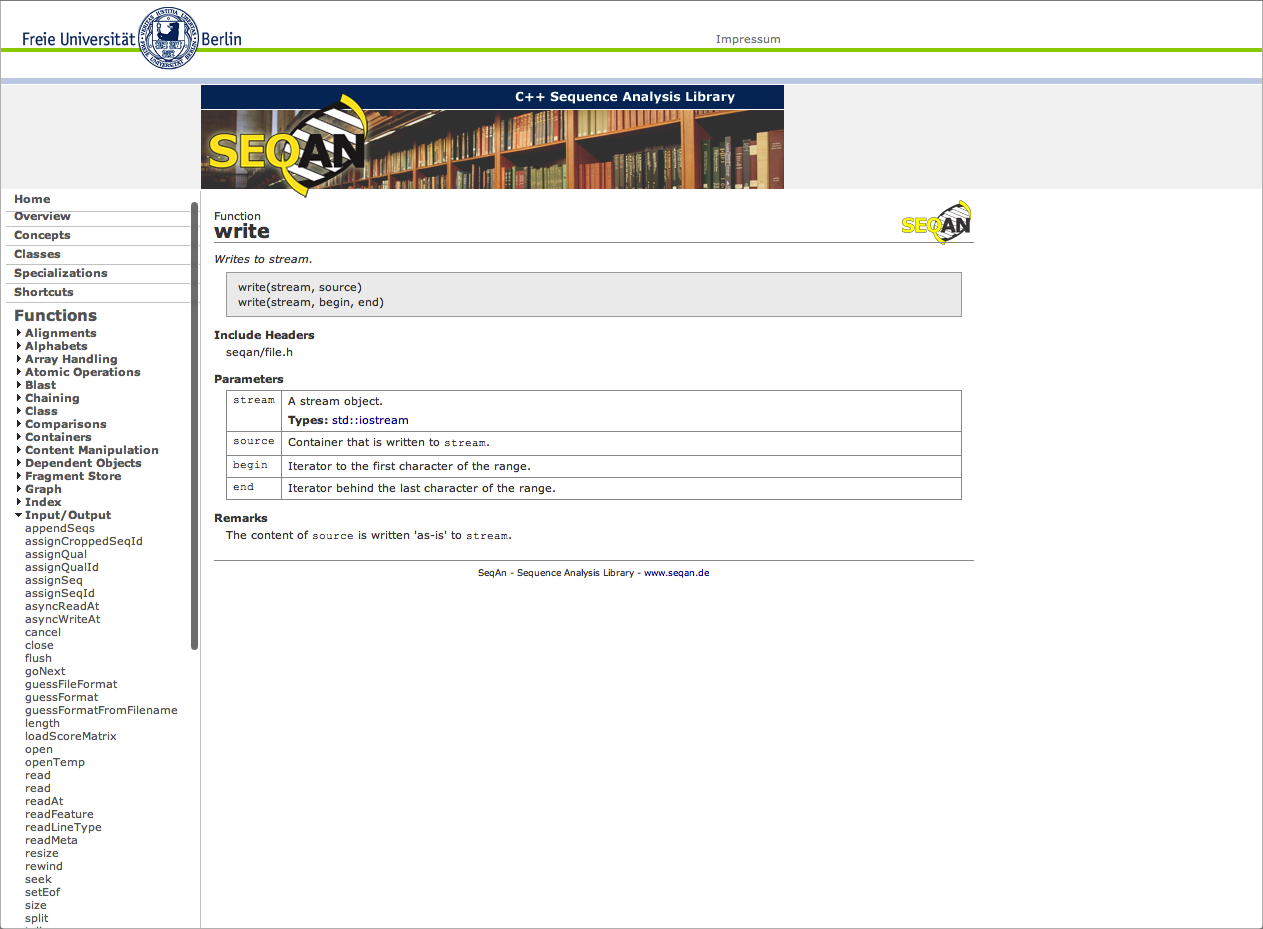 Freie Universität Berlin
Impressum
C++ Sequence Analysis Library
SEQAN
Home
Overview
Concepts
Classes
Specializations
Shortcuts
Functions
Alignments
Alphabets
Array Handling
Atomic Operations
Blast
Chaining
Class
Comparisons
Containers
Content Manipulation
Dependent Objects
Fragment Store
Graph
Index
Input/Output
appendSeqs
assignCroppedSeqId
assignQual
assignQualId
assignSeq
assignSeqId
asyncReadAt
asyncWriteAt
cancel
close
flush
goNext
guessFileFormat
guessFormat
guessFormatFromFilename
length
loadScoreMatrix
open
openTemp
read
read
readAt
readFeature
readLineType
readMeta
resize
rewind
seek
setEof
size
split
Function
write
SEQAN
Writes to stream.
write(stream, source)
write(stream, begin, end)
Include Headers
seqan/file.h
Parameters
stream A stream object.
Types: std::iostream
source Container that is written to stream.
begin Iterator to the first character of the range.
end Iterator behind the last character of the range.
Remarks
The content of source is written 'as-is' to stream.
SeqAn - Sequence Analysis Library - www.seqan.de